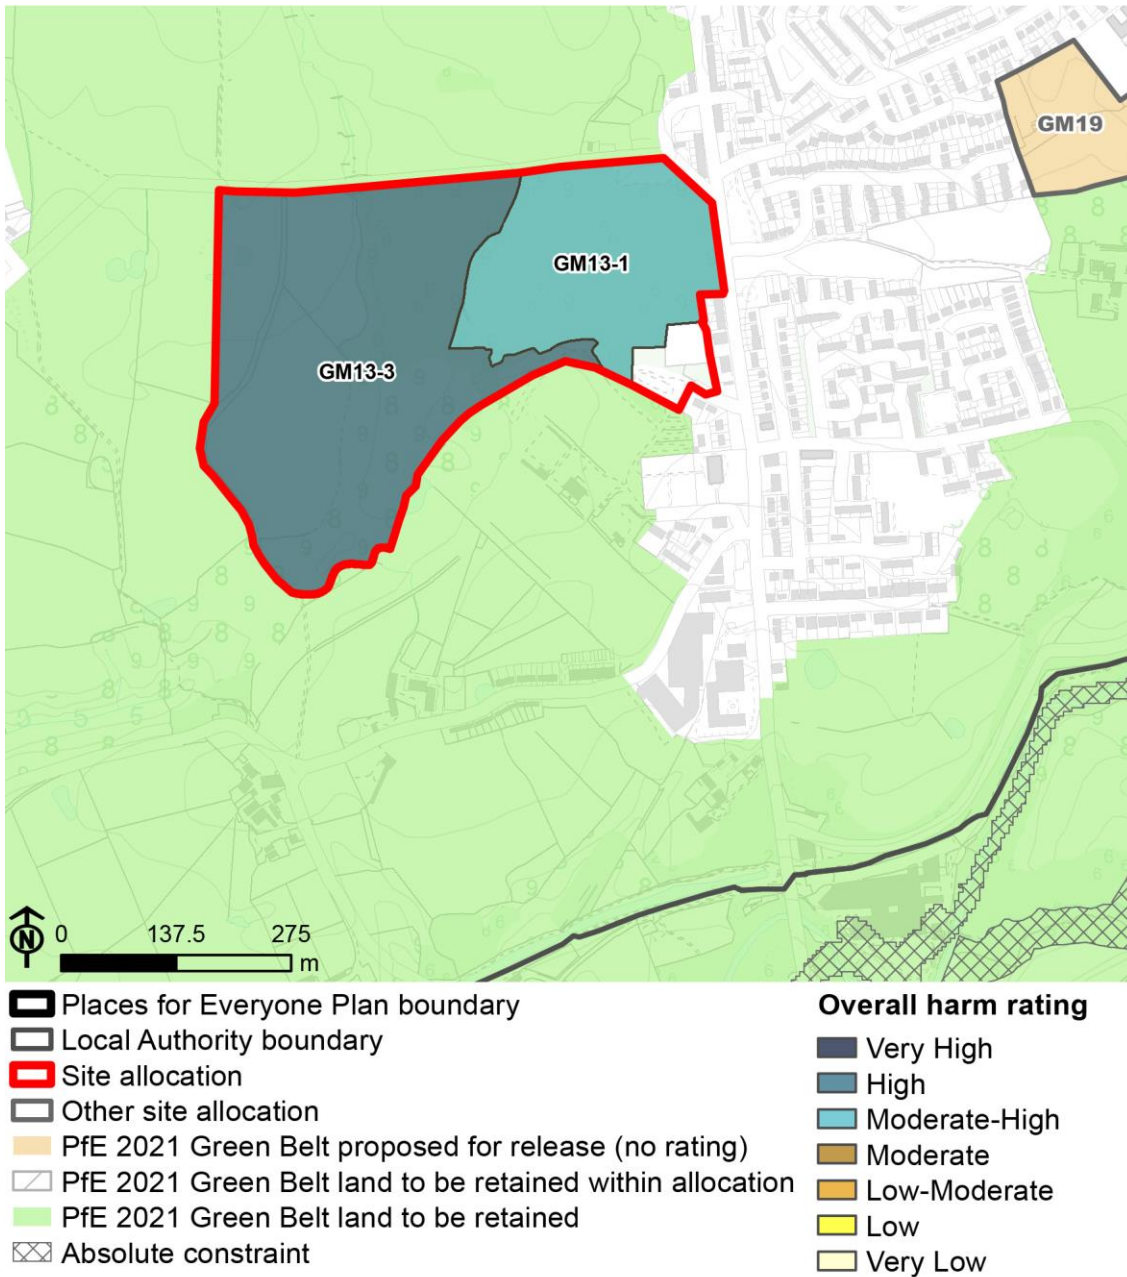 GM19
GM13-1
GM13-3
N
0 137.5 275
m
Places for Everyone Plan boundary
Local Authority boundary
Site allocation
Other site allocation
PfE 2021 Green Belt proposed for release (no rating)
PfE 2021 Green Belt land to be retained within allocation
PfE 2021 Green Belt land to be retained
Absolute constraint
Overall harm rating
Very High
High
Moderate-High
Moderate
Low-Moderate
Low
Very Low